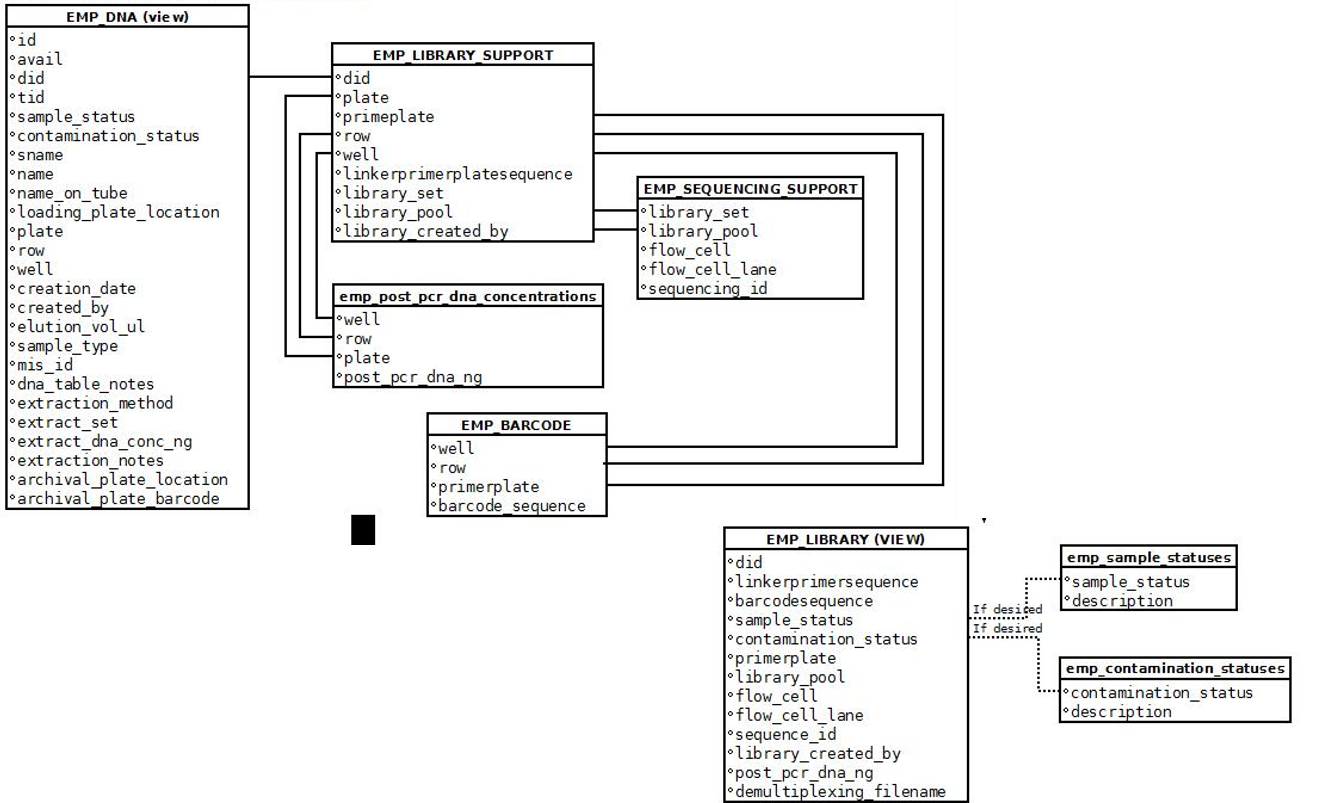 EMP_DNA (view)
id
avail
did
tid
sample_status
contamination_status
sname
name
name_on_tube
loading_plate_location
plate
row
well
creation_date
created_by
elution_vol_ul
sample_type
mis_id
dna_table_notes
extraction_method
extract_set
extract_dna_conc_ng
extraction_notes
archival_plate_location
archival_plate_barcode
EMP_LIBRARY_SUPPORT
did
plate
primeplate
row
well
linkerprimerplatesequence
library_set
library_pool
library_created_by
EMP_SEQUENCING_SUPPORT
library_set
library_pool
flow_cell
flow_cell_lane
sequencing_id
emp_post_pcr_dna_concentrations
well
row
plate
post_pcr_dna_ng
EMP_BARCODE
well
row
primerplate
barcode_sequence
EMP_LIBRARY (VIEW)
did
linkerprimersequence
barcodesequence
sample_status
contamination_status
primerplate
library_pool
flow_cell
flow_cell_lane
sequence_id
library_created_by
post_pcr_dna_ng
demultiplexing_filename
If desired
If desired
emp_sample_statuses
sample_status
description
emp_contamination_statuses
contamination_status
description